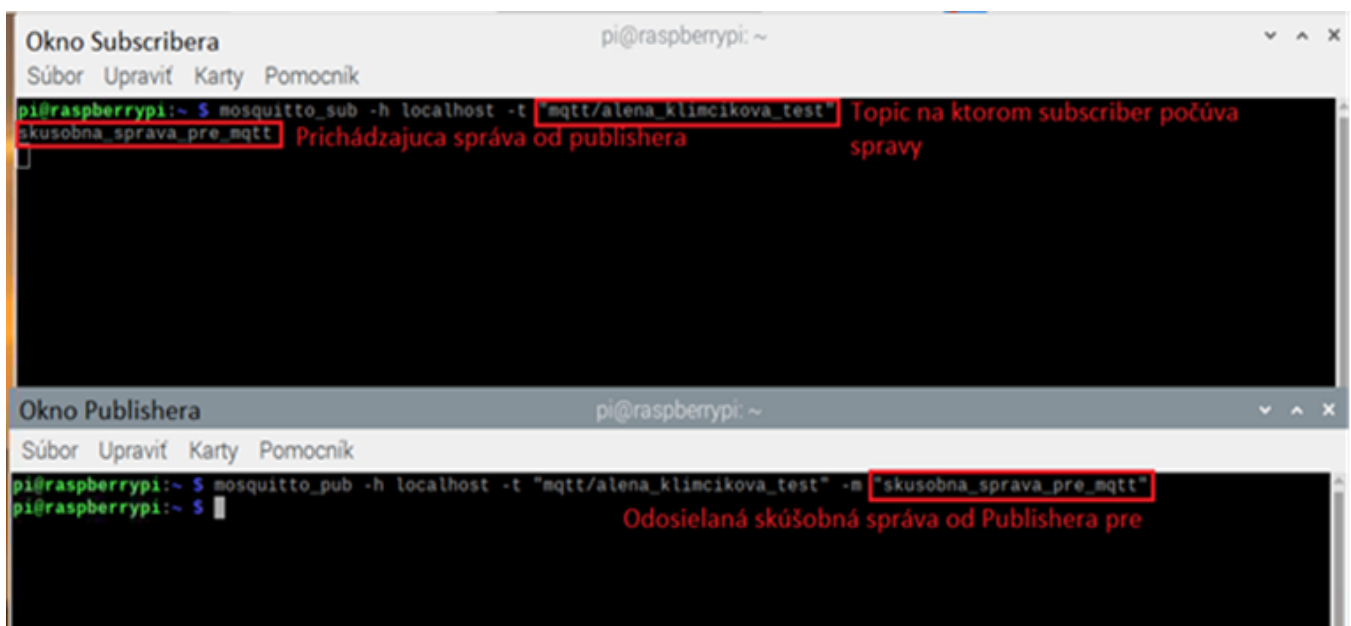 Okno Subscribera
pi@raspberrypi: ~
Súbor Upraviť Karty Pomocník
pi@raspberrypi:~ $ mosquitto_sub -h localhost -t "mqtt/alena_klimcikova_test" Topic na ktorom subscriber počúva
skusobna_sprava_pre_mqtt Prichádzajuca správa od publishera spravy
Okno Publishera
pi@raspberrypi: ~
Súbor Upraviť Karty Pomocník
pi@raspberrypi:~ $ mosquitto_pub -h localhost -t "mqtt/alena_klimcikova_test" -m "skusobna_sprava_pre_mqtt"
pi@raspberrypi:~ $
Odosielaná skúšobná správa od Publishera pre